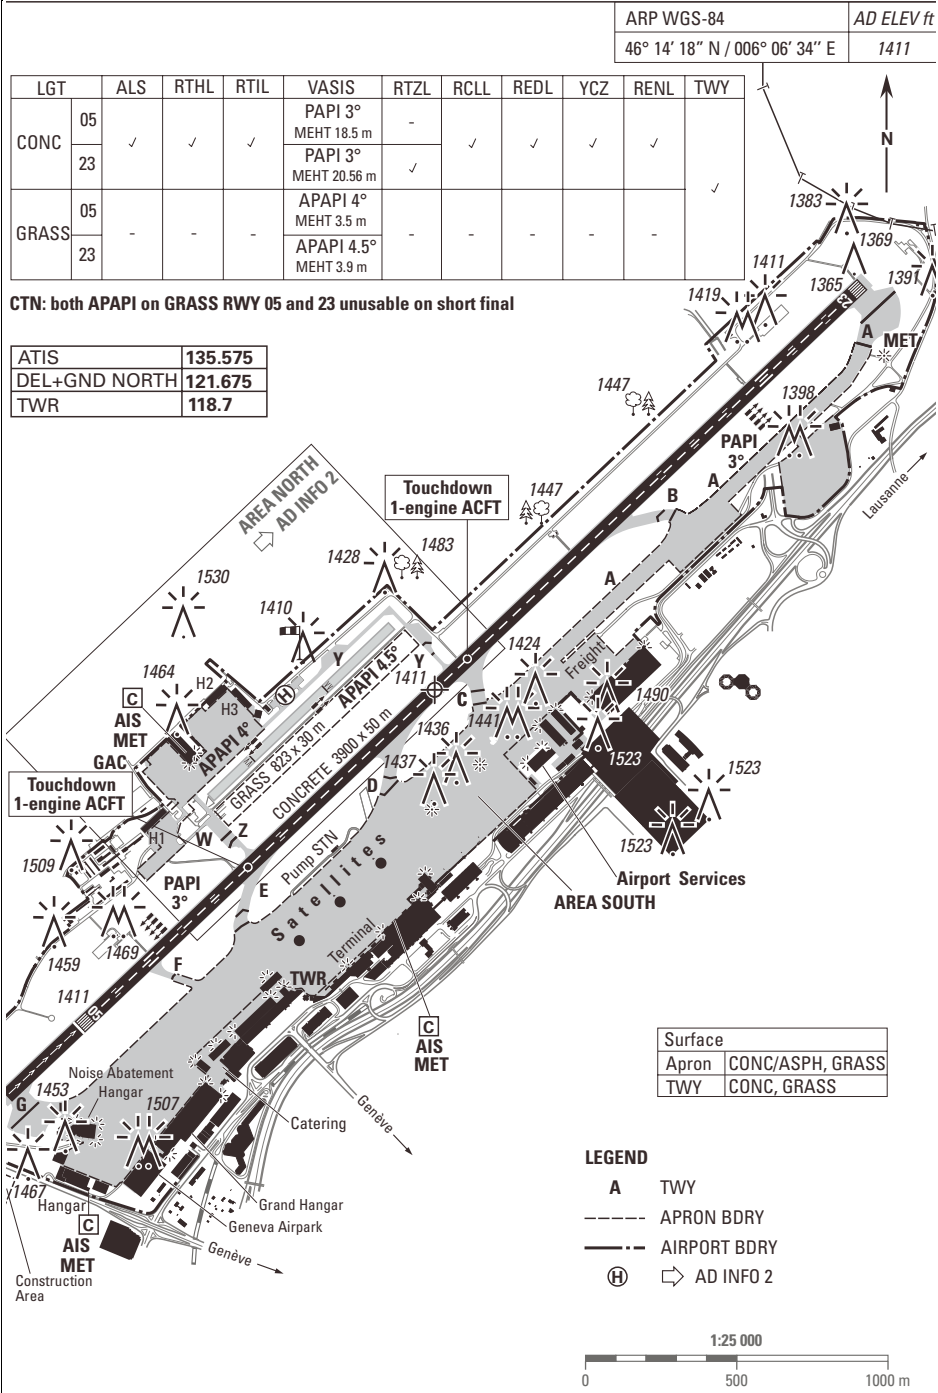 ARP WGS-84 AD ELEV ft
46° 14' 18" N / 006° 06' 34'' E 1411
LGT ALS RTHL RTIL VASIS RTZL RCLL REDL YCZ RENL TWY
CONC 05 ✓ ✓ ✓ PAPI 3° - ✓ ✓ ✓ ✓ ✓
MEHT 18.5 m
23 PAPI 3° ✓
MEHT 20.56 m
GRASS 05 - - - APAPI 4° - - - - -
MEHT 3.5 m
23 APAPI 4.5°
MEHT 3.9 m
N
CTN: both APAPI on GRASS RWY 05 and 23 unusable on short final
ATIS 135.575
DEL+GND NORTH 121.675
TWR 118.7
1383
1369
1391
1365
23
1411
1419
A
MET
1447
1398
PAPI
3°
A
B
Lausanne
AREA NORTH
AD INFO 2
Touchdown
1-engine ACFT
1447
1428
1483
1530
1410
A
1424
Freight
Y
Y
APAPI 4.5°
1411
C
1464
H2
H3
H
C
AIS
MET
GAC
APAPI 4°
GRASS 823 x 30 m
CONCRETE 3900 x 50 m
1436
1441
1490
1437
1523
1523
1523
D
Touchdown
1-engine ACFT
H1
W
Z
Pump STN
1509
PAPI
3°
E
Satellites
Airport Services
AREA SOUTH
1459
1469
F
Terminal
TWR
1411
05
C
AIS
MET
Surface
Apron CONC/ASPH, GRASS
TWY CONC, GRASS
G
1453
Noise Abatement
Hangar
1507
Catering
Genève
1467
Hangar
C
AIS
MET
Grand Hangar
Geneva Airpark
Genève
Construction
Area
LEGEND
A TWY
APRON BDRY
AIRPORT BDRY
H AD INFO 2
1:25 000
0 500 1000 m